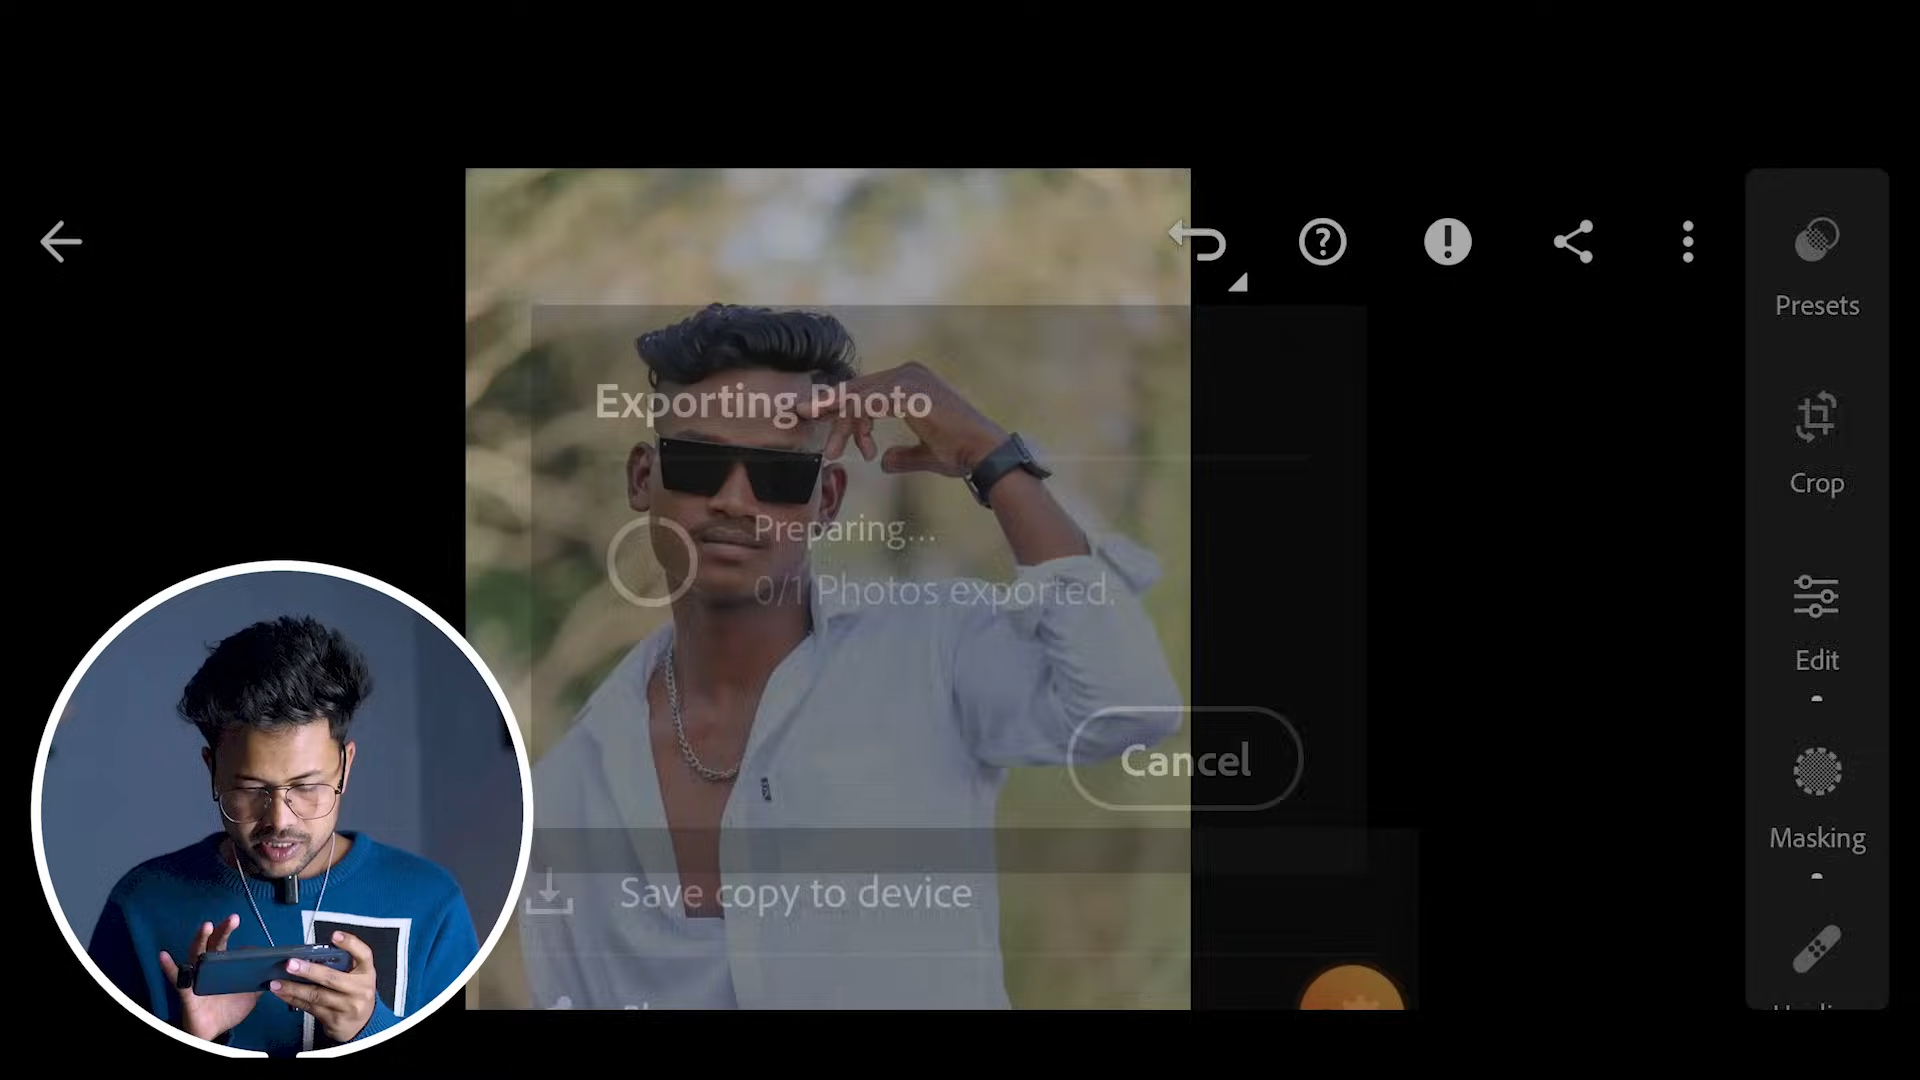 Presets
Exporting Photo
Crop
Preparing...
0/1 Photos exported.
Edit
Cancel
Masking
Save copy to device